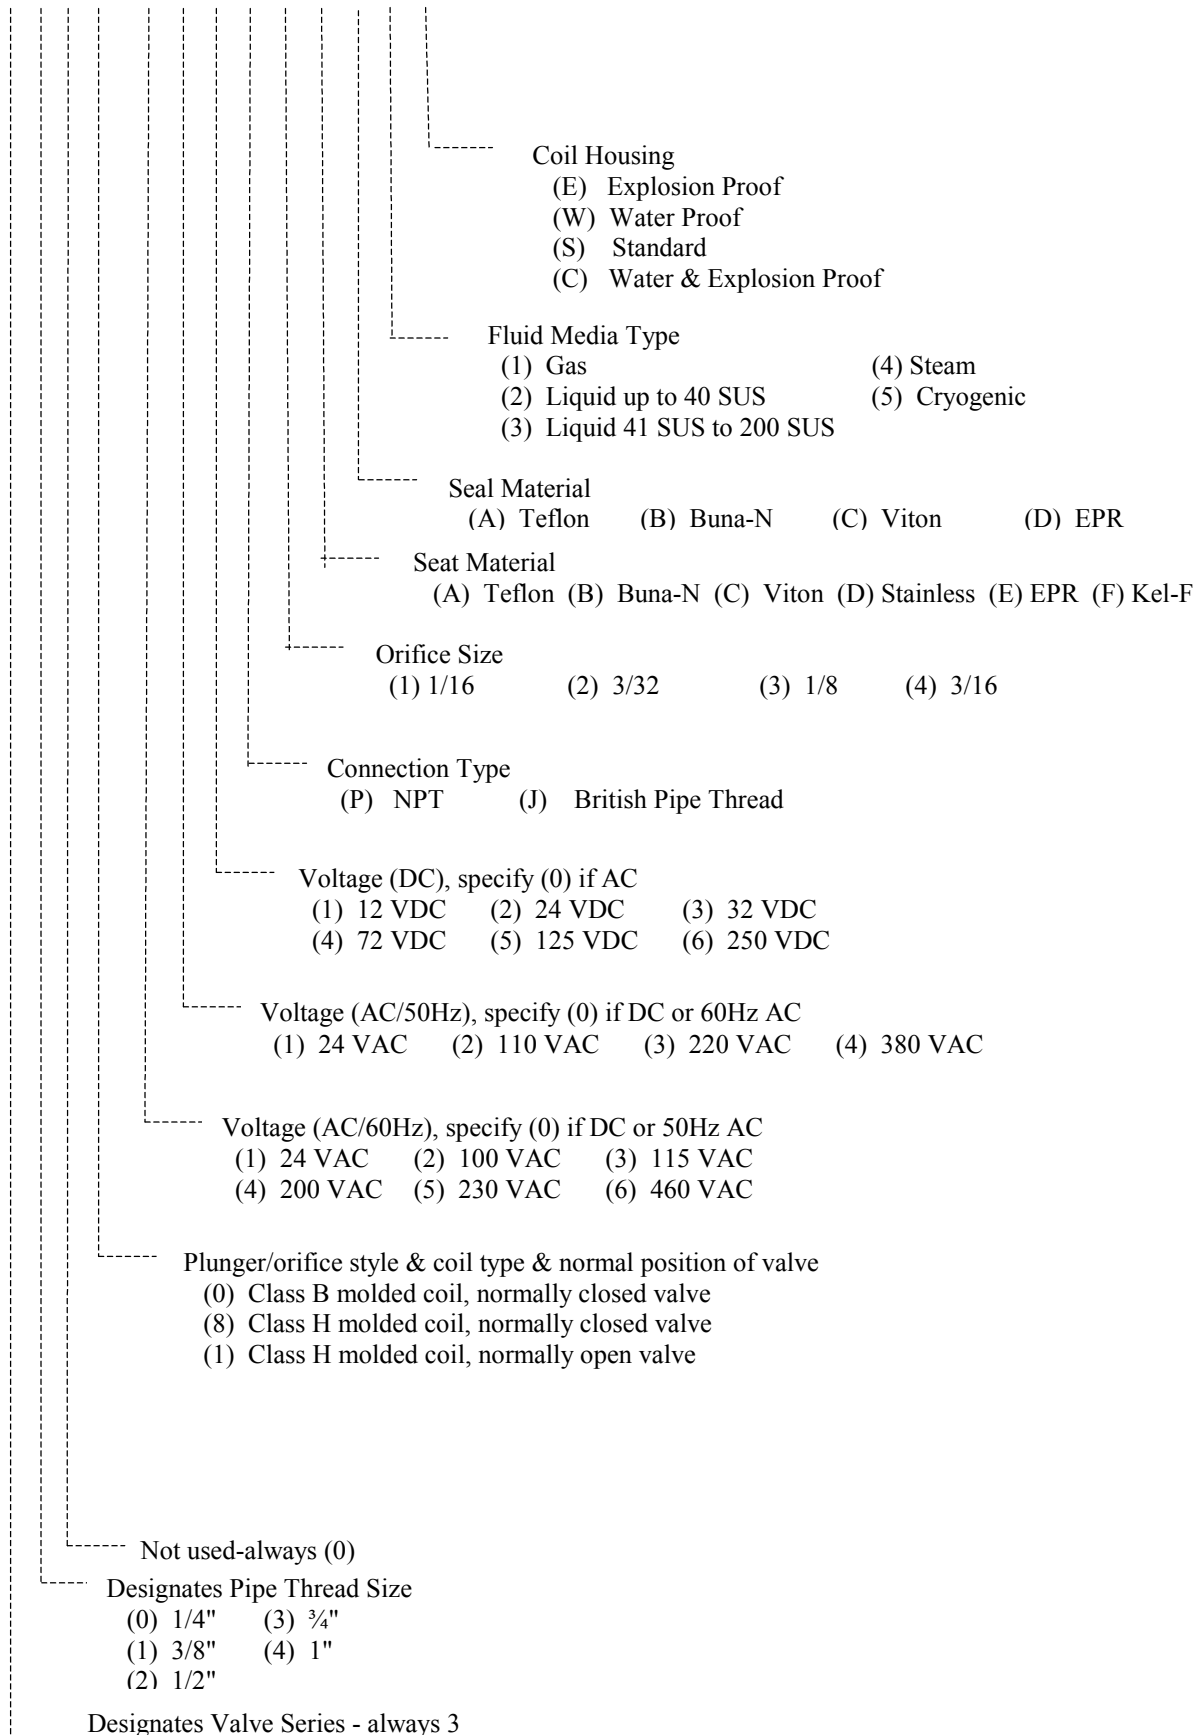 Coil Housing
(E) Explosion Proof
(W) Water Proof
(S) Standard
(C) Water & Explosion Proof
Fluid Media Type
(1) Gas (4) Steam
(2) Liquid up to 40 SUS (5) Cryogenic
(3) Liquid 41 SUS to 200 SUS
Seal Material
(A) Teflon (B) Buna-N (C) Viton (D) EPR
Seat Material
(A) Teflon (B) Buna-N (C) Viton (D) Stainless (E) EPR (F) Kel-F
Orifice Size
(1) 1/16 (2) 3/32 (3) 1/8 (4) 3/16
Connection Type
(P) NPT (J) British Pipe Thread
Voltage (DC), specify (0) if AC
(1) 12 VDC (2) 24 VDC (3) 32 VDC
(4) 72 VDC (5) 125 VDC (6) 250 VDC
Voltage (AC/50Hz), specify (0) if DC or 60Hz AC
(1) 24 VAC (2) 110 VAC (3) 220 VAC (4) 380 VAC
Voltage (AC/60Hz), specify (0) if DC or 50Hz AC
(1) 24 VAC (2) 100 VAC (3) 115 VAC
(4) 200 VAC (5) 230 VAC (6) 460 VAC
Plunger/orifice style & coil type & normal position of valve
(0) Class B molded coil, normally closed valve
(8) Class H molded coil, normally closed valve
(1) Class H molded coil, normally open valve
Not used-always (0)
Designates Pipe Thread Size
(0) 1/4" (3) ¾"
(1) 3/8" (4) 1"
(2) 1/2"
Designates Valve Series - always 3